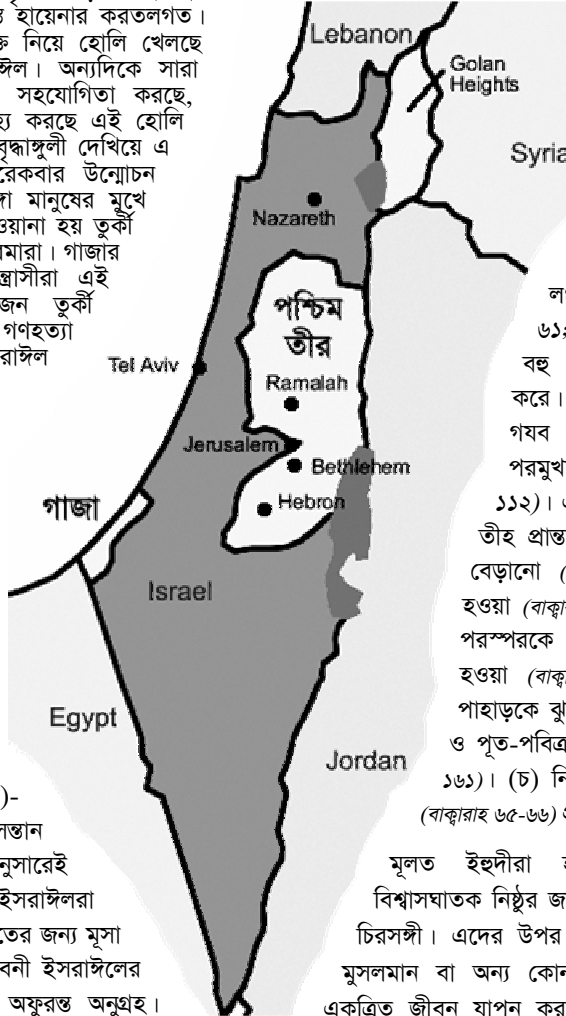 হায়েনার করতলগত।
নিয়ে হোলি খেলছে
ঈল। অন্যদিকে সারা
সহযোগিতা করছে,
হ্য করছে এই হোলি
বৃদ্ধাঙ্গুলী দেখিয়ে এ
রেকবার উন্মোচন
ঙ্গা মানুষের মুখে
ওয়ানা হয় তুর্কী
রমারা। গাজার
ন্ত্রাসীরা এই
জন তুর্কী
গণহত্যা
রাঈল
Lebanon
Golan
Heights
Syria
Nazareth
পশ্চিম
তীর
Tel Aviv
Ramalah
Jerusalem
Bethlehem
Hebron
গাজা
Israel
Egypt
Jordan
)-
সন্তান
নুসারেই
ইসরাঈলরা
তের জন্য মূসা
বনী ইসরাঈলের
অফুরন্ত অনুগ্রহ।
বহু
করে।
গযব
পরমুখ
১১২)।
তীহ প্রান্ত
বেড়ানো (
হওয়া (বাক্বা
পরস্পরকে
হওয়া (বাক্ব
পাহাড়কে ঝু
ও পূত-পবিত্র
১৬১)। (চ) নি
(বাক্বারাহ ৬৫-৬৬)
মূলত ইহুদীরা
বিশ্বাসঘাতক নিষ্ঠুর জ
চিরসঙ্গী। এদের উপর
মুসলমান বা অন্য কোন
একত্রিত জীবন যাপন কর